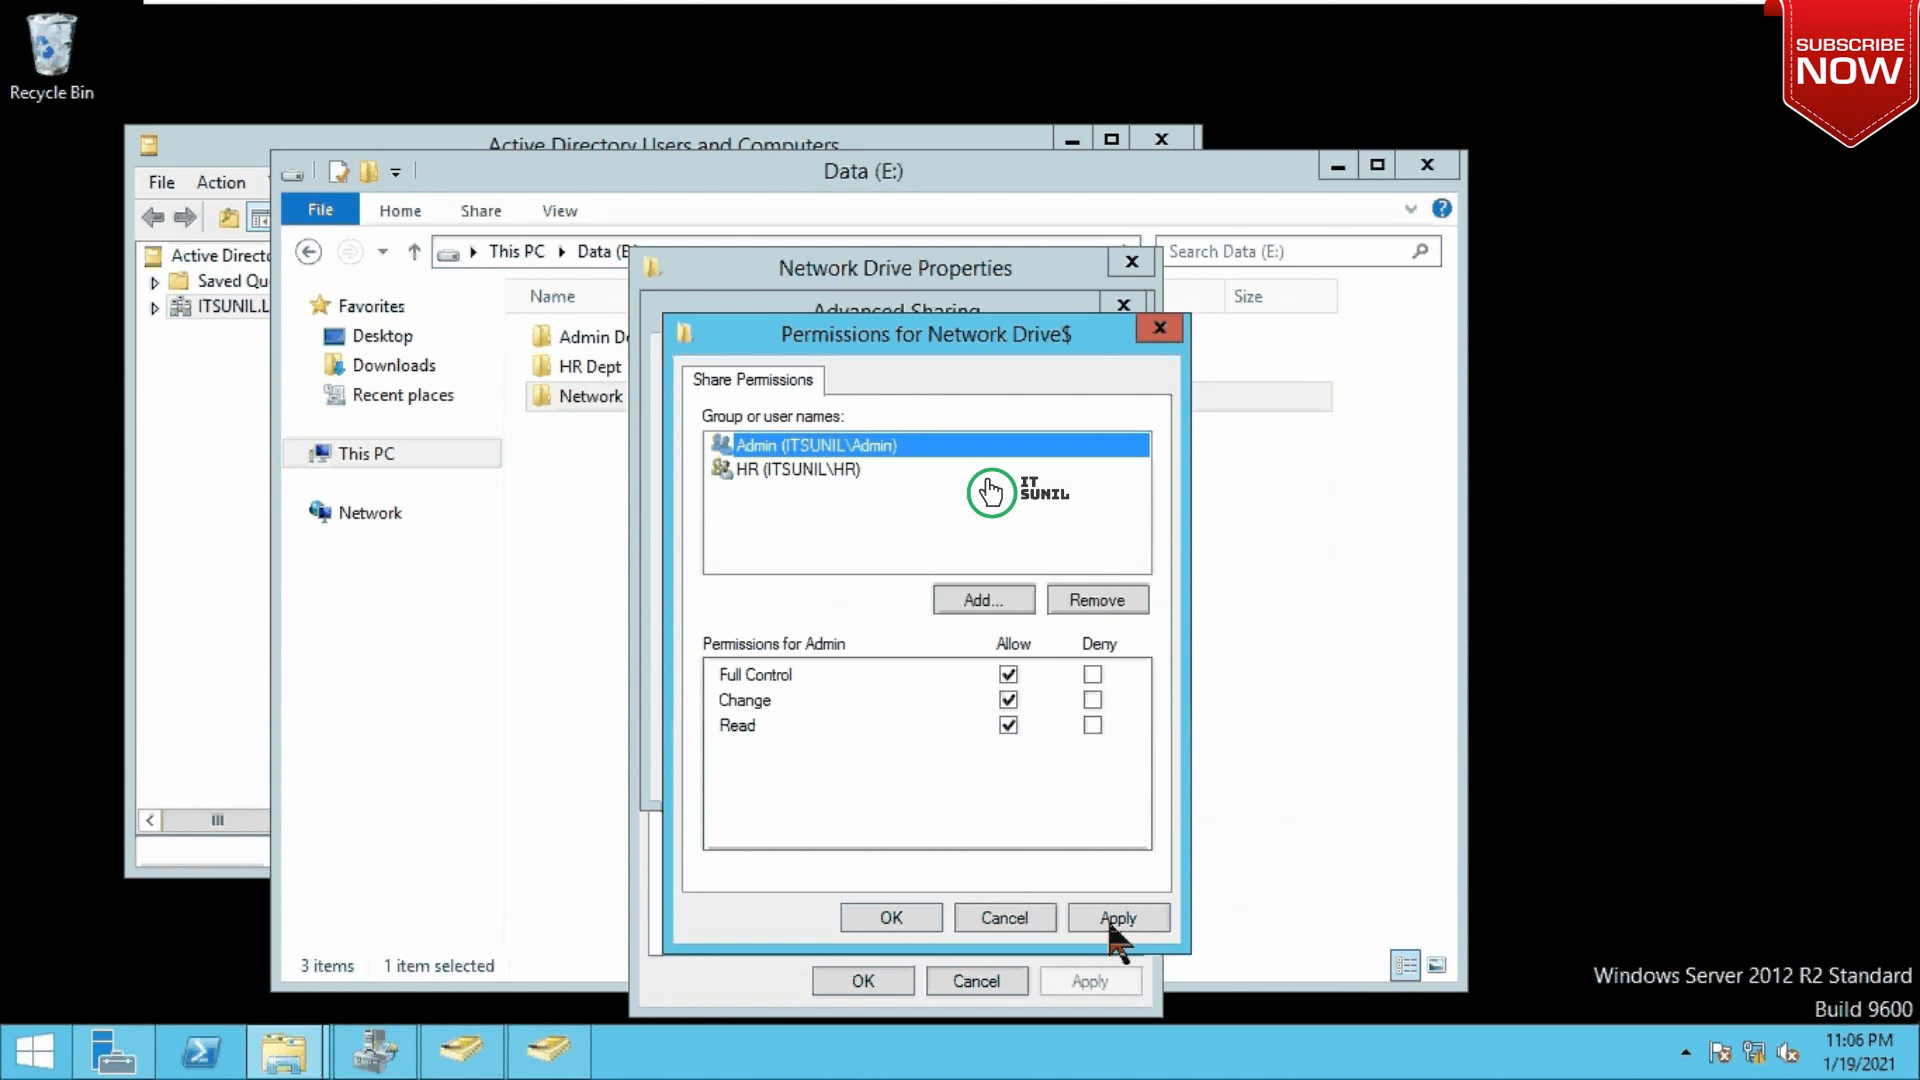 Recycle Bin
SUBSCRIBE
NOW
Active Directory Users and Computers
File Action
Data (E:)
File Home Share View
This PC Data (E
Search Data (E:)
Active Directo
Saved Qu
ITSUNIL.L
Favorites
Desktop
Downloads
Recent places
This PC
Network
Name
Size
Admin De
HR Dept
Network
Network Drive Properties
Advanced Sharing
Permissions for Network Drive$
Share Permissions
Group or user names:
Admin (ITSUNIL\Admin)
HR (ITSUNIL\HR)
IT
SUNIL
Add... Remove
Permissions for Admin Allow Deny
Full Control
Change
Read
OK Cancel Apply
OK Cancel Apply
3 items 1 item selected
Windows Server 2012 R2 Standard
Build 9600
11:06 PM
1/19/2021